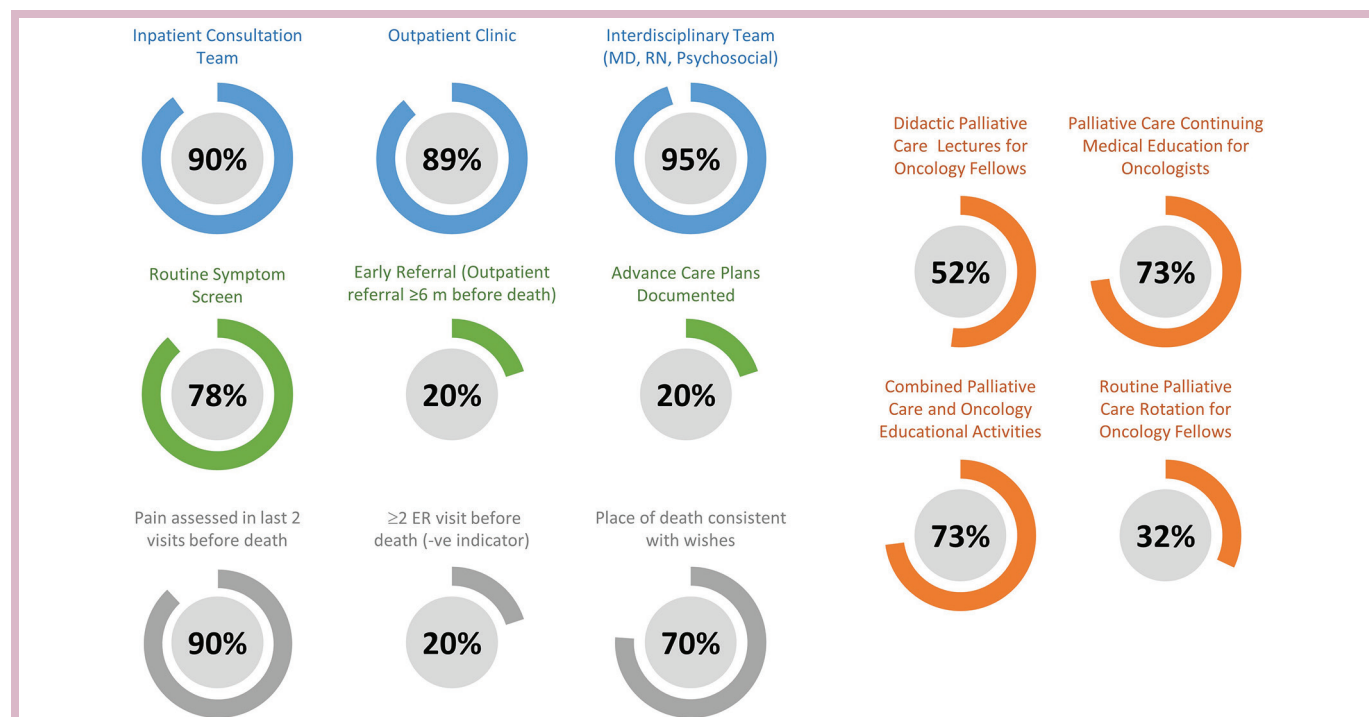 Inpatient Consultation
Team
90%
Outpatient Clinic
89%
Interdisciplinary Team
(MD, RN, Psychosocial)
95%
Routine Symptom
Screen
78%
Early Referral (Outpatient
referral ≥6 m before death)
20%
Advance Care Plans
Documented
20%
Pain assessed in last 2
visits before death
90%
≥2 ER visit before
death (-ve indicator)
20%
Place of death consistent
with wishes
70%
Didactic Palliative
Care Lectures for
Oncology Fellows
52%
Palliative Care Continuing
Medical Education for
Oncologists
73%
Combined Palliative
Care and Oncology
Educational Activities
73%
Routine Palliative
Care Rotation for
Oncology Fellows
32%